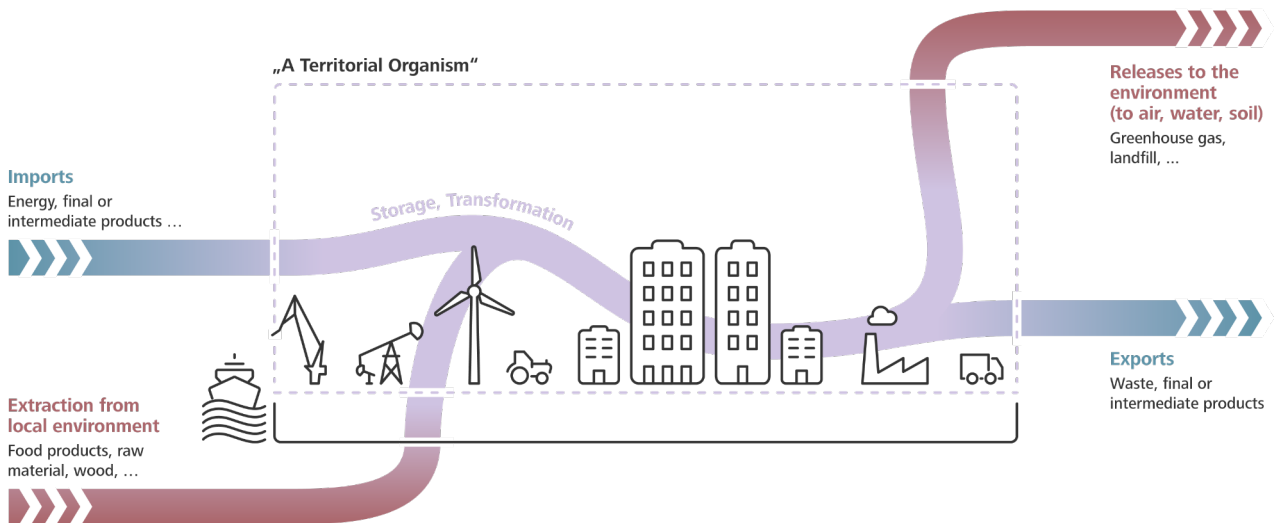 „A Territorial Organism“
Releases to the
environment
(to air, water, soil)
Greenhouse gas,
landfill, ...
Imports
Energy, final or
intermediate products …
Storage, Transformation
Exports
Waste, final or
intermediate products
Extraction from
local environment
Food products, raw
material, wood, …